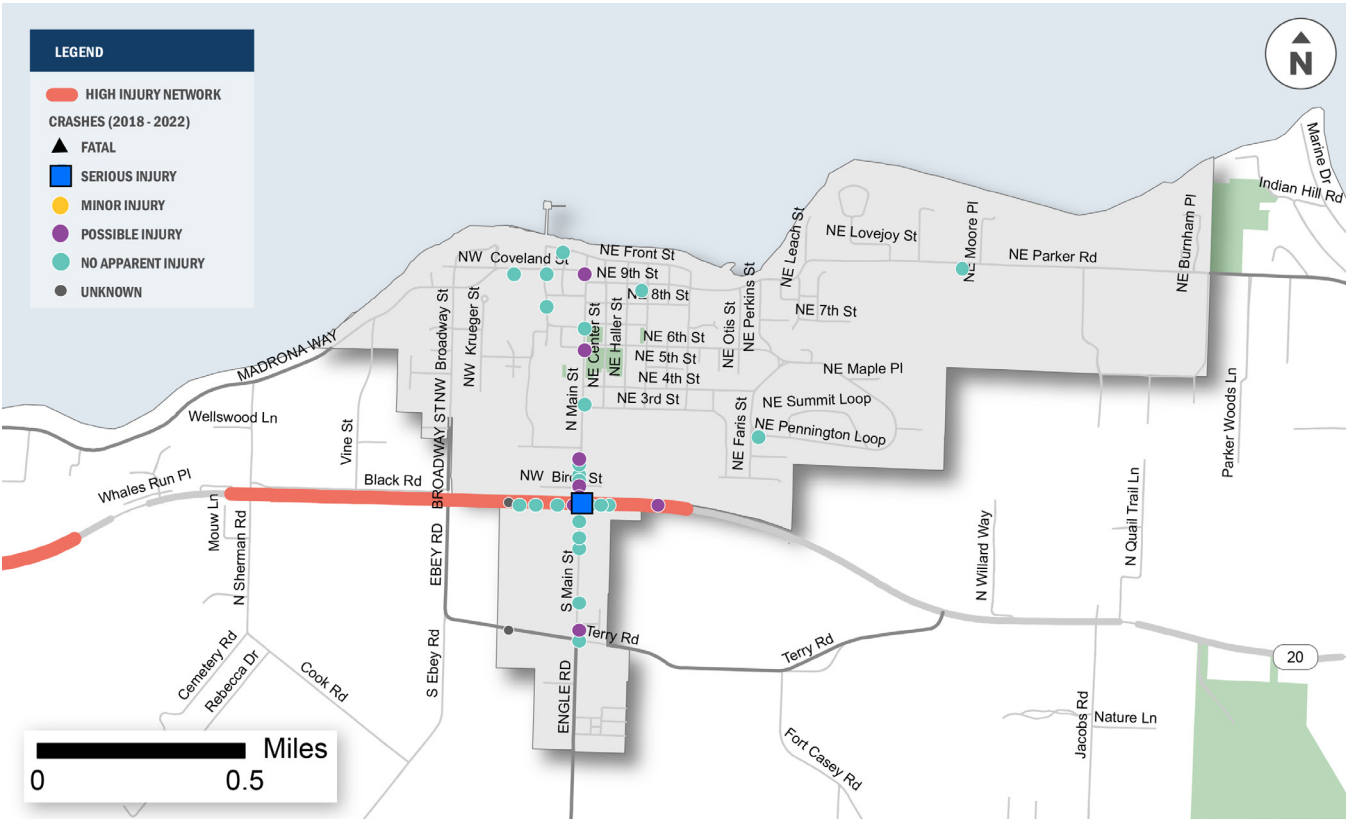 LEGEND
HIGH INJURY NETWORK
CRASHES (2018 - 2022)
FATAL
SERIOUS INJURY
MINOR INJURY
POSSIBLE INJURY
NO APPARENT INJURY
UNKNOWN
N
Marine Dr
Indian Hill Rd
NE Burnham Pl
NE Moore Pl
NE Leach St
NE Lovejoy St
NE Parker Rd
NE Front St
NW Coveland St
NE 9th St
NE 8th St
NE 7th St
NE Perkins St
NE Otis St
NE 6th St
NE 5th St
NE 4th St
NE 3rd St
NE Center St
NE Haller St
N Main St
NW Broadway St
NW Krueger St
MADRONA WAY
NE Maple Pl
NE Summit Loop
NE Pennington Loop
NE Faris St
Parker Woods Ln
Wellswood Ln
Vine St
BROADWAY ST
Whales Run Pl
Black Rd
NW Birch St
Mouw Ln
N Sherman Rd
EBEY RD
S Main St
N Willard Way
N Quail Trail Ln
Terry Rd
Terry Rd
20
Cemetery Rd
Rebecca Dr
Cook Rd
S Ebey Rd
ENGLE RD
Fort Casey Rd
Jacobs Rd
Nature Ln
Miles
0 0.5